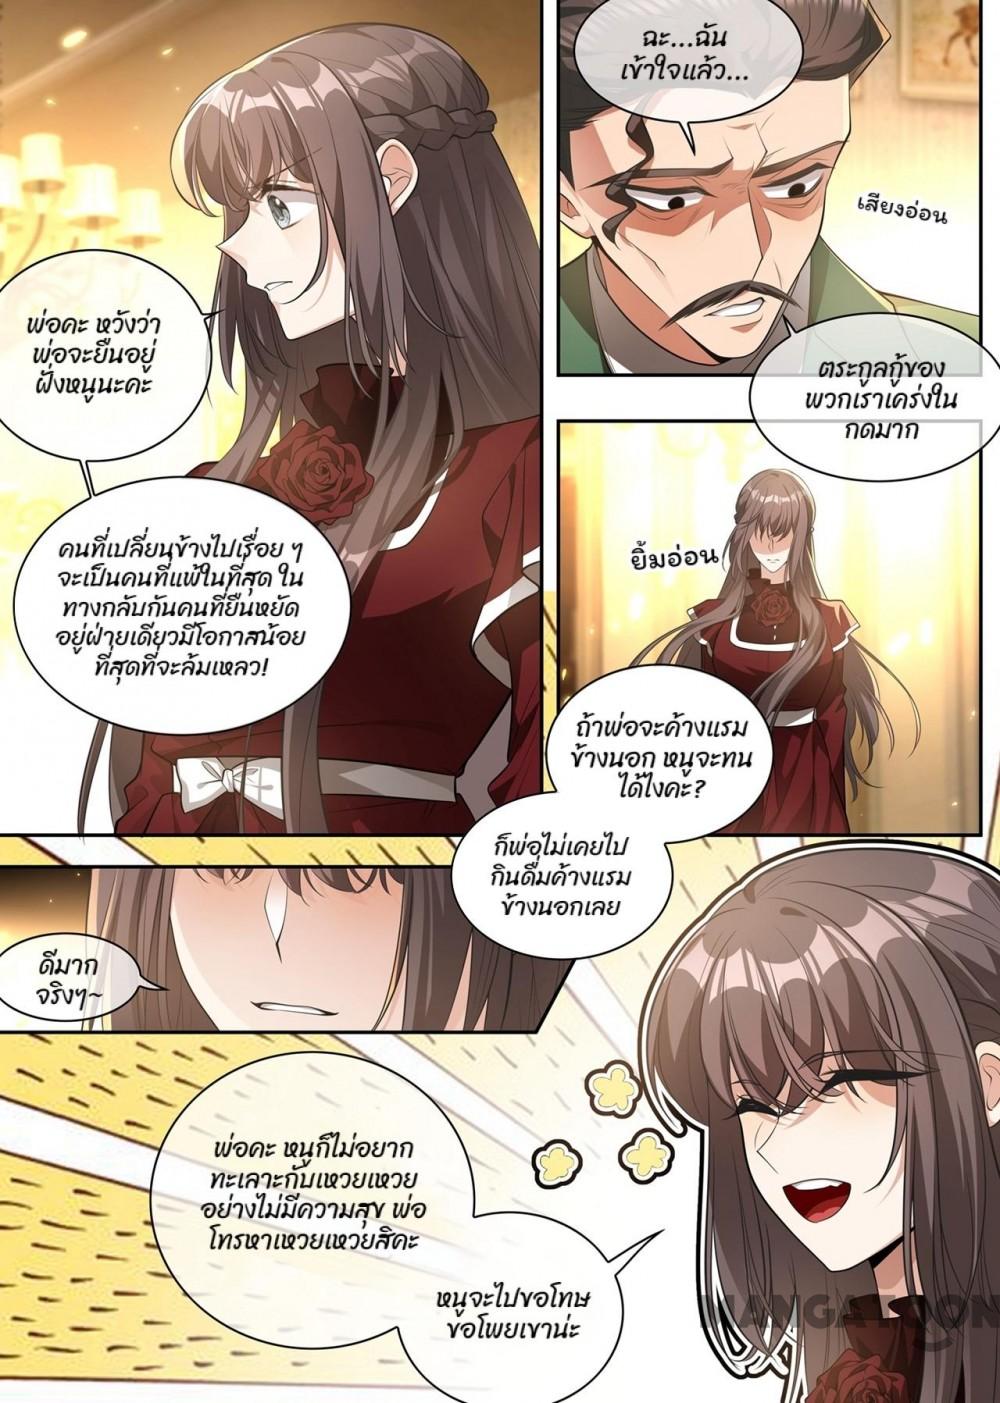 พ่อคะ หวังว่า
พ่อจะยืนอยู่
ฝั่งหนูนะคะ
คนที่เปลี่ยนข้างไปเรื่อย ๆ
จะเป็นคนที่แพ้ในที่สุด ใน
ทางกลับกันคนที่ยืนหยัด
อยู่ฝ่ายเดียวมีโอกาสน้อย
ที่สุดที่จะล้มเหลว!
ฉะ...ฉัน
เข้าใจแล้ว...
เสียงอ่อน
ตระกูลกู้ของ
พวกเราเคร่งใน
กดมาก
ยิ้มอ่อน
ถ้าพ่อจะค้างแรม
ข้างนอก หนูจะทน
ได้ไงคะ?
ก็พ่อไม่เคยไป
กินดื่มค้างแรม
ข้างนอกเลย
ดีมาก
จริงๆ~
พ่อคะ หนูก็ไม่อยาก
ทะเลาะกับเหวยเหวย
อย่างไม่มีความสุข พ่อ
โทรหาเหวยเหวยสิคะ
หนูจะไปขอโทษ
ขอโพยเขาน่ะ
MANGATOON